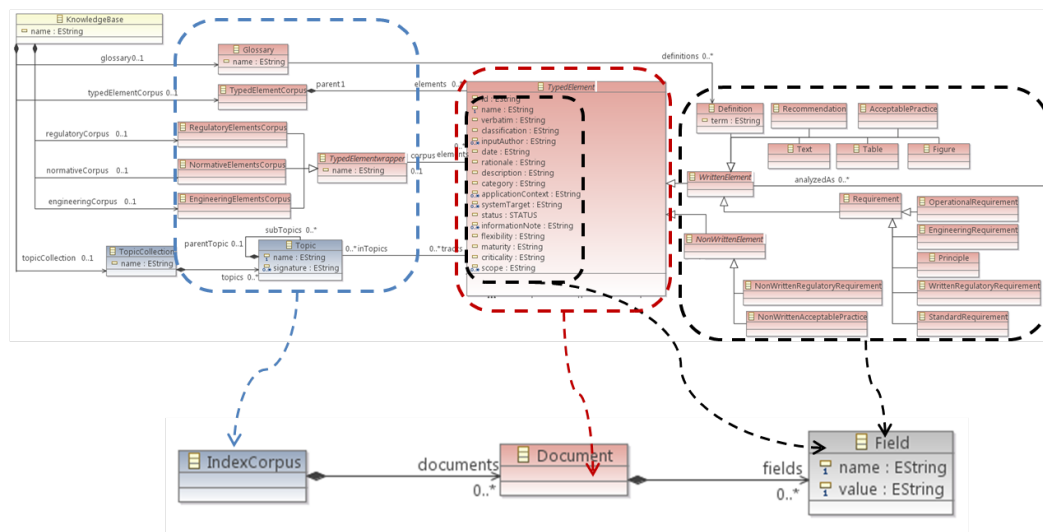 KnowledgeBase
name : EString
glossary0..1
Glossary
name : EString
definitions 0..*
typedElementCorpus 0..1
TypedElementCorpus
parent1
elements 0..
TypedElement
id : EString
name : EString
verbatim : EString
classification : EString
inputAuthor : EString
date : EString
rationale : EString
description : EString
category : EString
applicationContext : EString
systemTarget : EString
status : STATUS
informationNote : EString
flexibility : EString
maturity : EString
criticality : EString
scope : EString
regulatoryCorpus 0..1
RegulatoryElementsCorpus
normativeCorpus 0..1
NormativeElementsCorpus
engineeringCorpus 0..1
EngineeringElementsCorpus
TypedElementwrapper
name : EString
corpus
0..1
elements
subTopics 0..*
parentTopic 0..1
Topic
name : EString
signature : EString
0..*inTopics
0..*tracks
topicCollection 0..1
TopicCollection
name : EString
topics 0..*
Definition
term : EString
Recommendation
AcceptablePractice
Text
Table
Figure
WrittenElement
analyzedAs 0..*
Requirement
OperationalRequirement
EngineeringRequirement
Principle
WrittenRegulatoryRequirement
StandardRequirement
NonWrittenElement
NonWrittenRegulatoryRequirement
NonWrittenAcceptablePractice
IndexCorpus
documents
0..*
Document
fields
0..*
Field
name : EString
value : EString